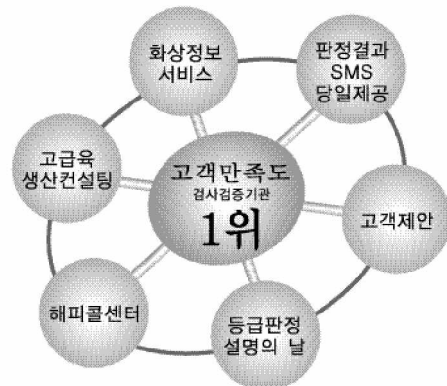 화상정보
서비스
판정결과
SMS
당일제공
고급육
생산컨설팅
고객만족도
검사검증기관
1위
고객제안
해피콜센터
등급판정
설명의 날